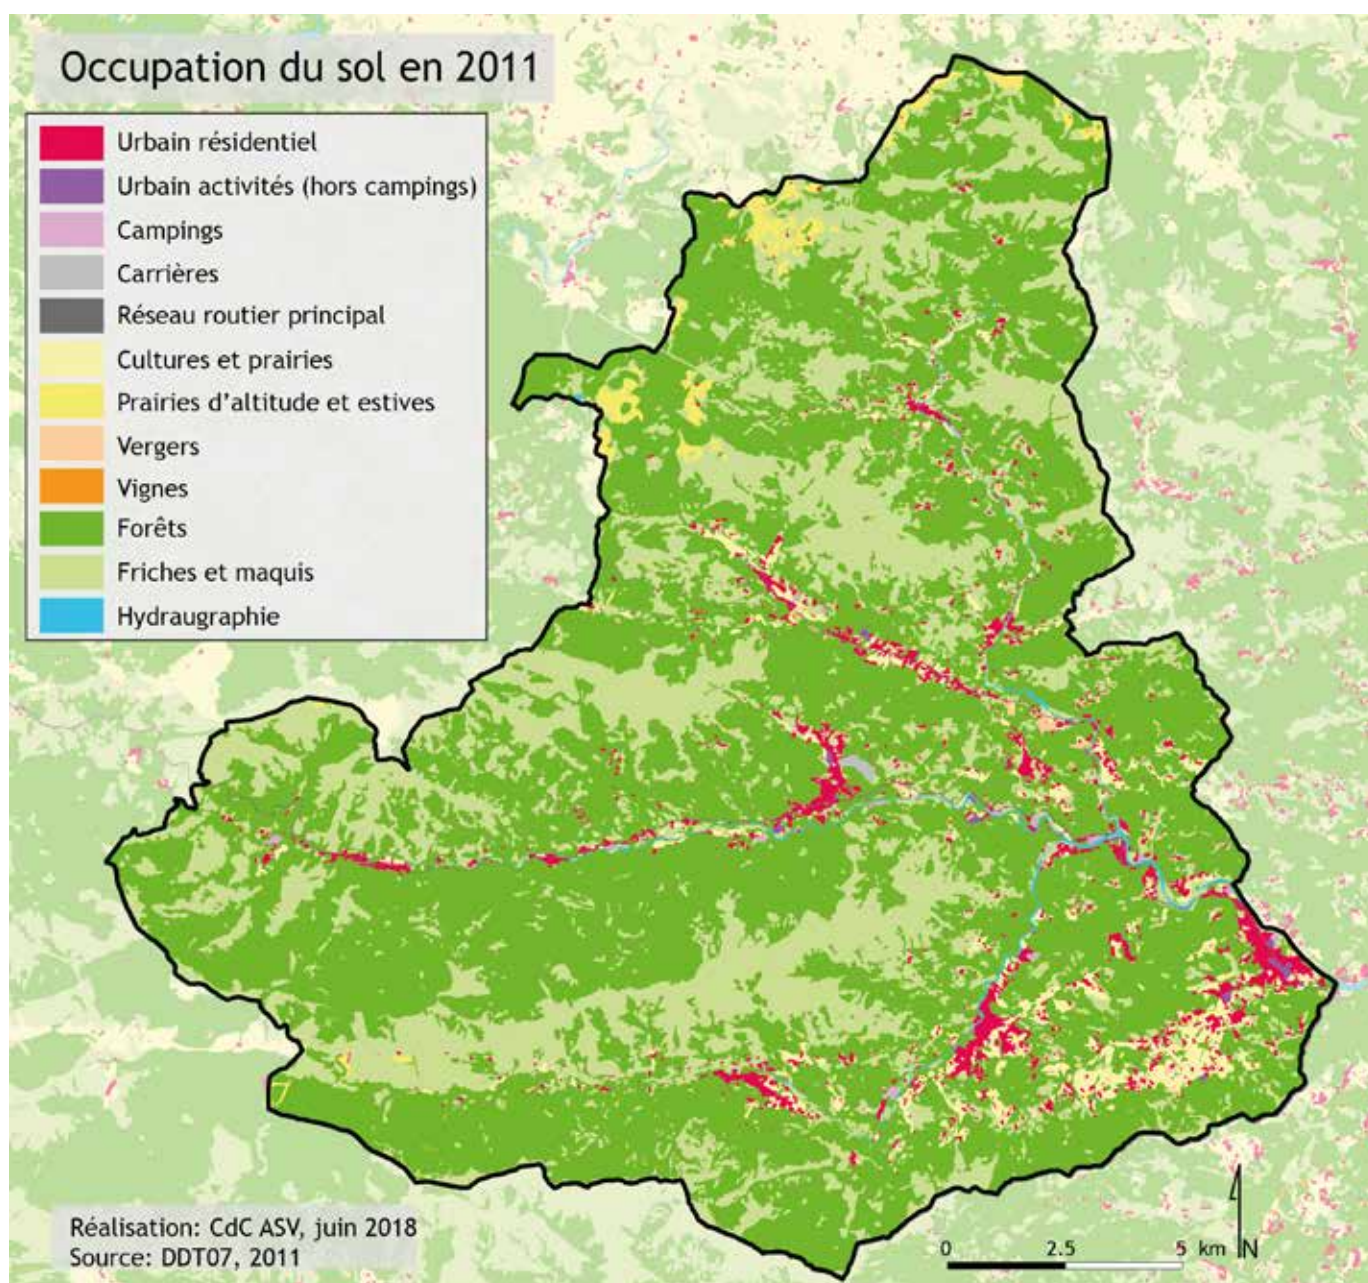 Occupation du sol en 2011
Urbain résidentiel
Urbain activités (hors campings)
Campings
Carrières
Réseau routier principal
Cultures et prairies
Prairies d'altitude et estives
Vergers
Vignes
Forêts
Friches et maquis
Hydraugraphie
Réalisation: CdC ASV, juin 2018
Source: DDT07, 2011
0 2.5 5 km N